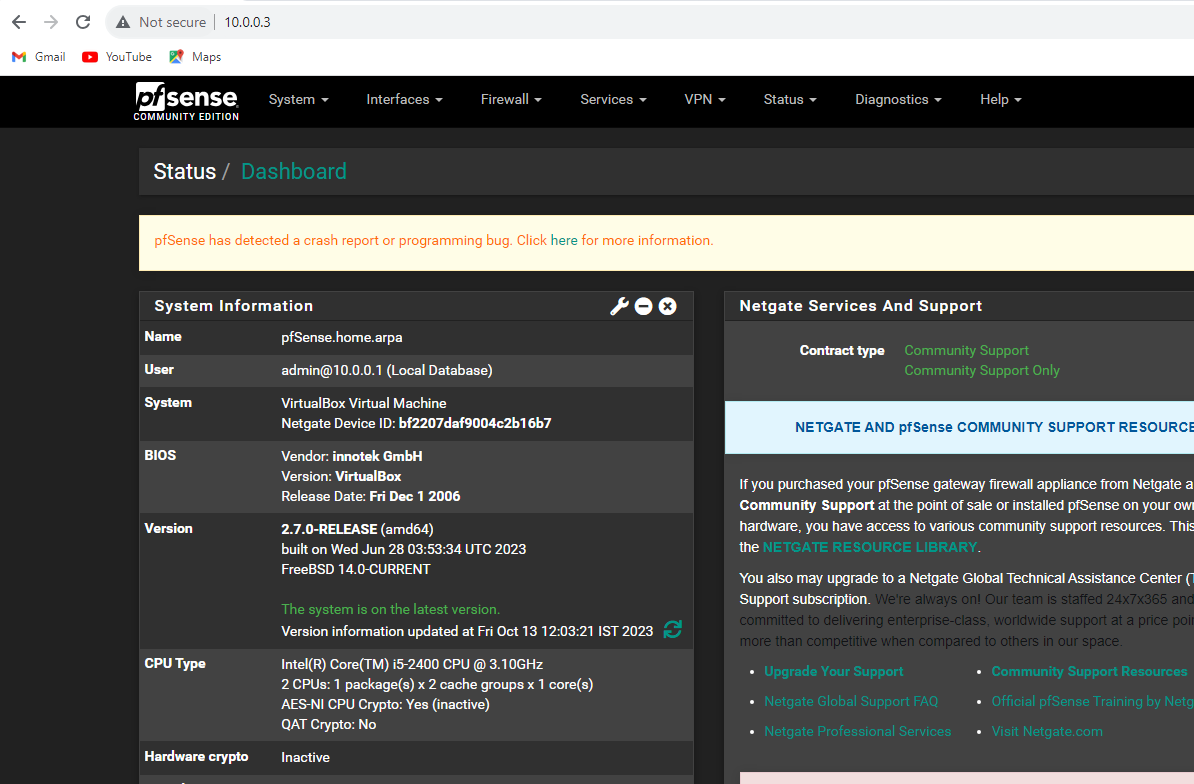 Not secure | 10.0.0.3
Gmail YouTube Maps
pfsense
COMMUNITY EDITION
System Interfaces Firewall Services VPN Status Diagnostics Help
Status / Dashboard
pfSense has detected a crash report or programming bug. Click here for more information.
System Information
Name pfSense.home.arpa
User admin@10.0.0.1 (Local Database)
System VirtualBox Virtual Machine
Netgate Device ID: bf2207daf9004c2b16b7
BIOS Vendor: innotek GmbH
Version: VirtualBox
Release Date: Fri Dec 1 2006
Version 2.7.0-RELEASE (amd64)
built on Wed Jun 28 03:53:34 UTC 2023
FreeBSD 14.0-CURRENT
The system is on the latest version.
Version information updated at Fri Oct 13 12:03:21 IST 2023
CPU Type Intel(R) Core(TM) i5-2400 CPU @ 3.10GHz
2 CPUs: 1 package(s) x 2 cache groups x 1 core(s)
AES-NI CPU Crypto: Yes (inactive)
QAT Crypto: No
Hardware crypto Inactive
Netgate Services And Support
Contract type Community Support
Community Support Only
NETGATE AND pfSense COMMUNITY SUPPORT RESOURCE
If you purchased your pfSense gateway firewall appliance from Netgate a
Community Support at the point of sale or installed pfSense on your own
hardware, you have access to various community support resources. This
the NETGATE RESOURCE LIBRARY.
You also may upgrade to a Netgate Global Technical Assistance Center (T
Support subscription. We're always on! Our team is staffed 24x7x365 and
committed to delivering enterprise-class, worldwide support at a price poin
more than competitive when compared to others in our space.
• Upgrade Your Support • Community Support Resources
• Netgate Global Support FAQ • Official pfSense Training by Netg
• Netgate Professional Services • Visit Netgate.com